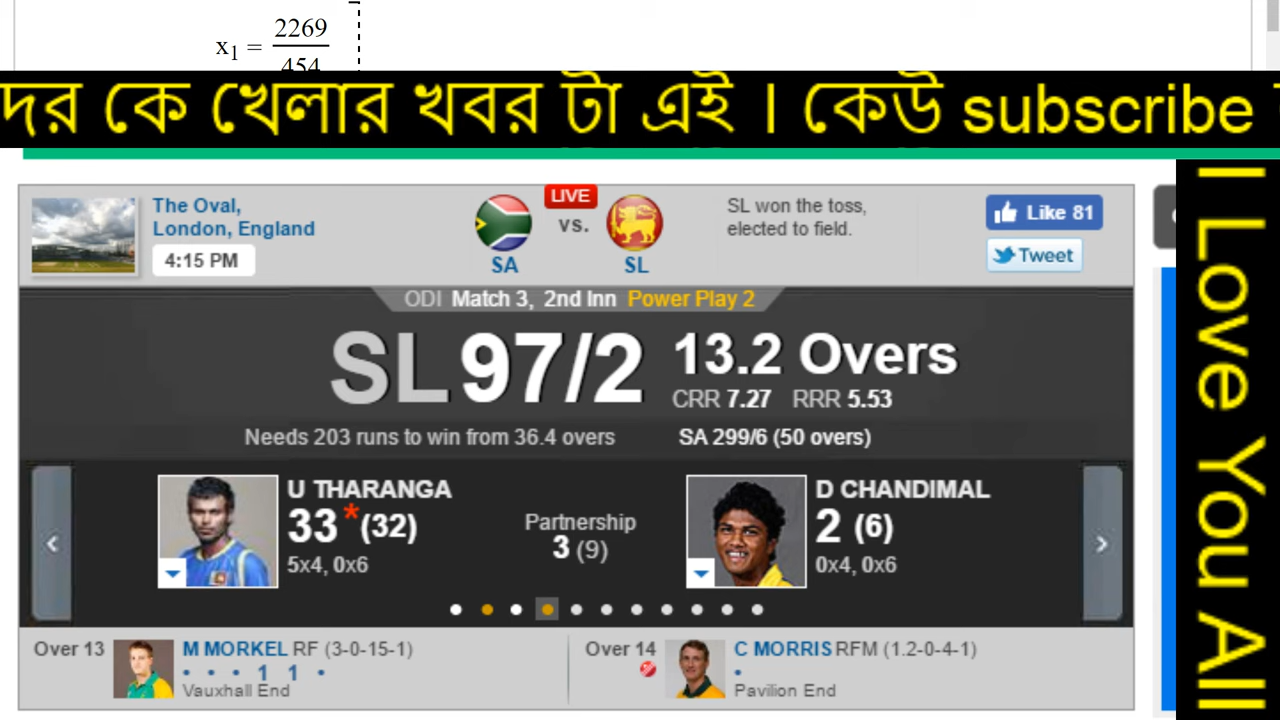 x1 = 2269
454
দর কে খেলার খবর টা এই । কেউ subscribe
The Oval,
London, England
4:15 PM
LIVE
vs.
SA
SL
SL won the toss,
elected to field.
Like 81
Tweet
ODI Match 3, 2nd Inn Power Play 2
SL 97/2 13.2 Overs
CRR 7.27 RRR 5.53
Needs 203 runs to win from 36.4 overs SA 299/6 (50 overs)
U THARANGA
33*(32)
5x4, 0x6
Partnership
3 (9)
D CHANDIMAL
2 (6)
0x4, 0x6
Over 13 M MORKEL RF (3-0-15-1)
• • • 1 1 •
Vauxhall End
Over 14 C MORRIS RFM (1.2-0-4-1)
•
Pavilion End
I Love You All